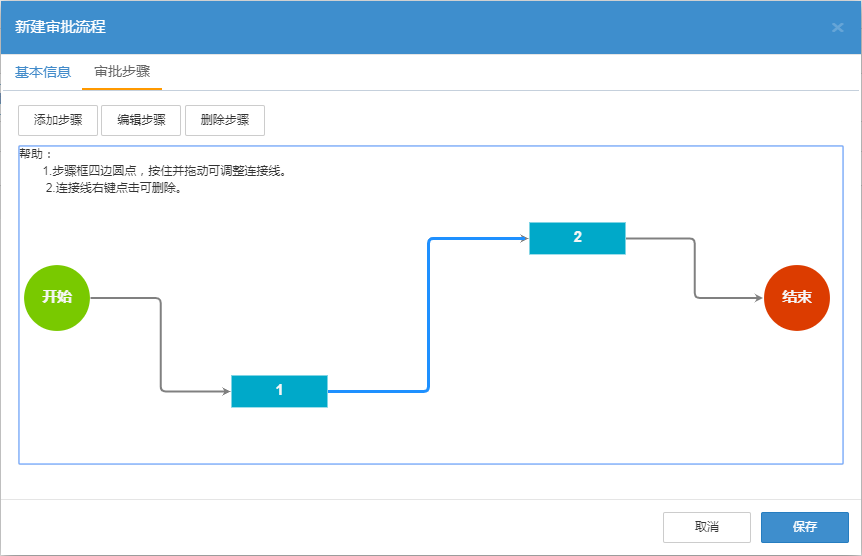 新建审批流程
×
基本信息 审批步骤
添加步骤 编辑步骤 删除步骤
帮助：
1.步骤框四边圆点，按住并拖动可调整连接线。
2.连接线右键点击可删除。
2
开始
结束
1
取消 保存